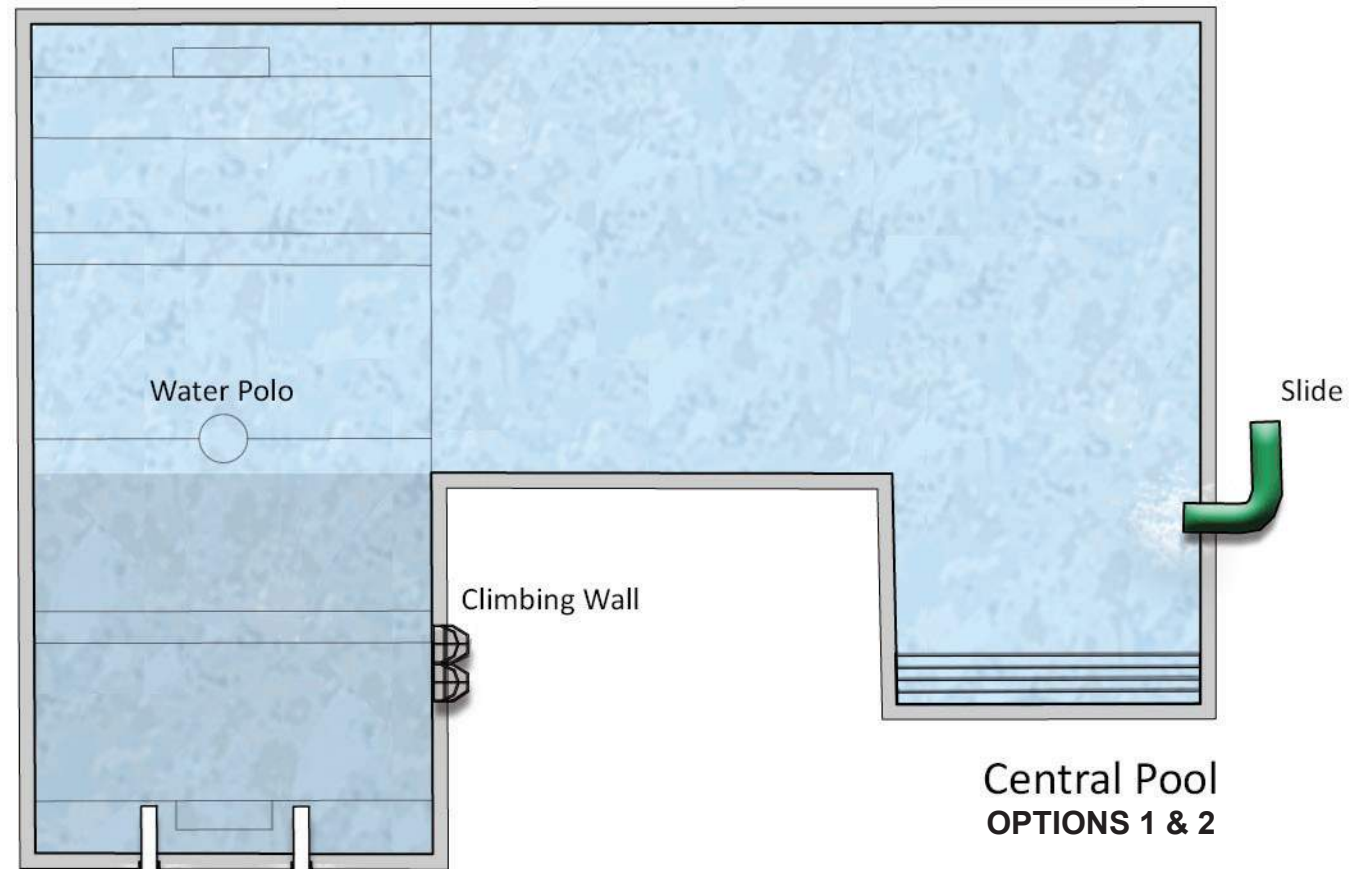 Water Polo
Slide
Climbing Wall
Central Pool
OPTIONS 1 & 2